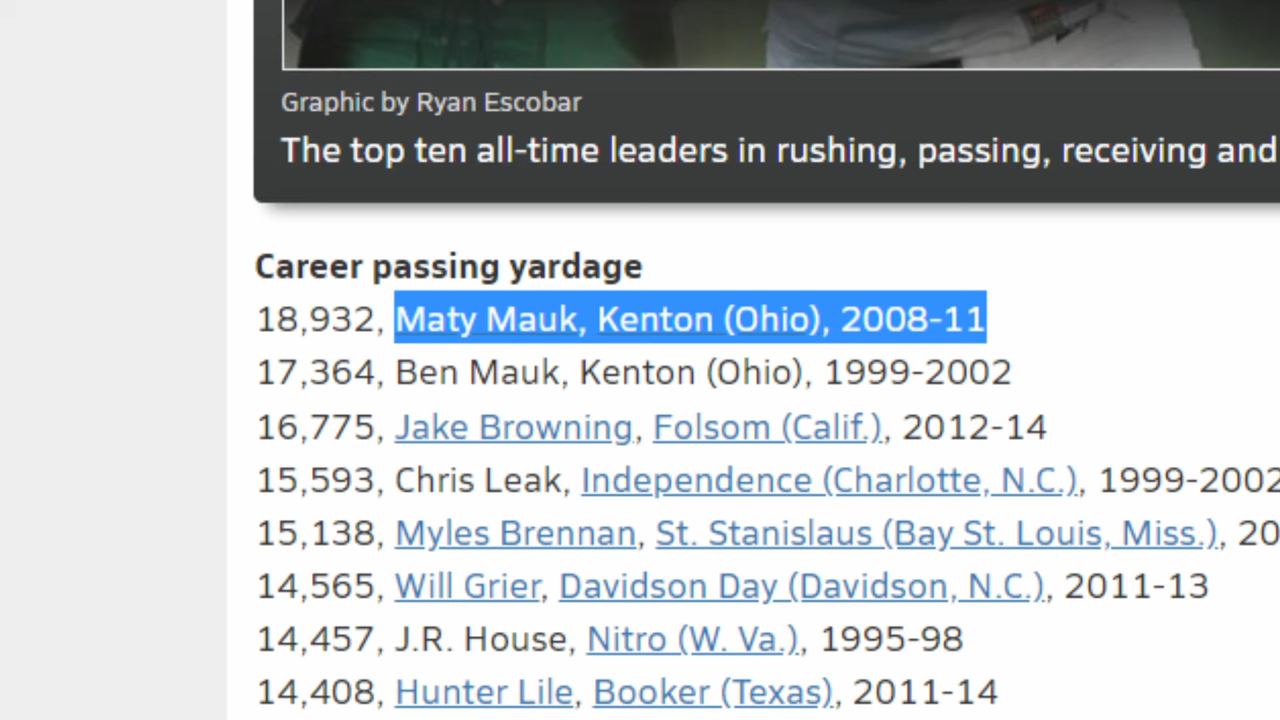 Graphic by Ryan Escobar
The top ten all-time leaders in rushing, passing, receiving and
Career passing yardage
18,932, Maty Mauk, Kenton (Ohio), 2008-11
17,364, Ben Mauk, Kenton (Ohio), 1999-2002
16,775, Jake Browning, Folsom (Calif.), 2012-14
15,593, Chris Leak, Independence (Charlotte, N.C.), 1999-2002
15,138, Myles Brennan, St. Stanislaus (Bay St. Louis, Miss.), 20
14,565, Will Grier, Davidson Day (Davidson, N.C.), 2011-13
14,457, J.R. House, Nitro (W. Va.), 1995-98
14,408, Hunter Lile, Booker (Texas), 2011-14